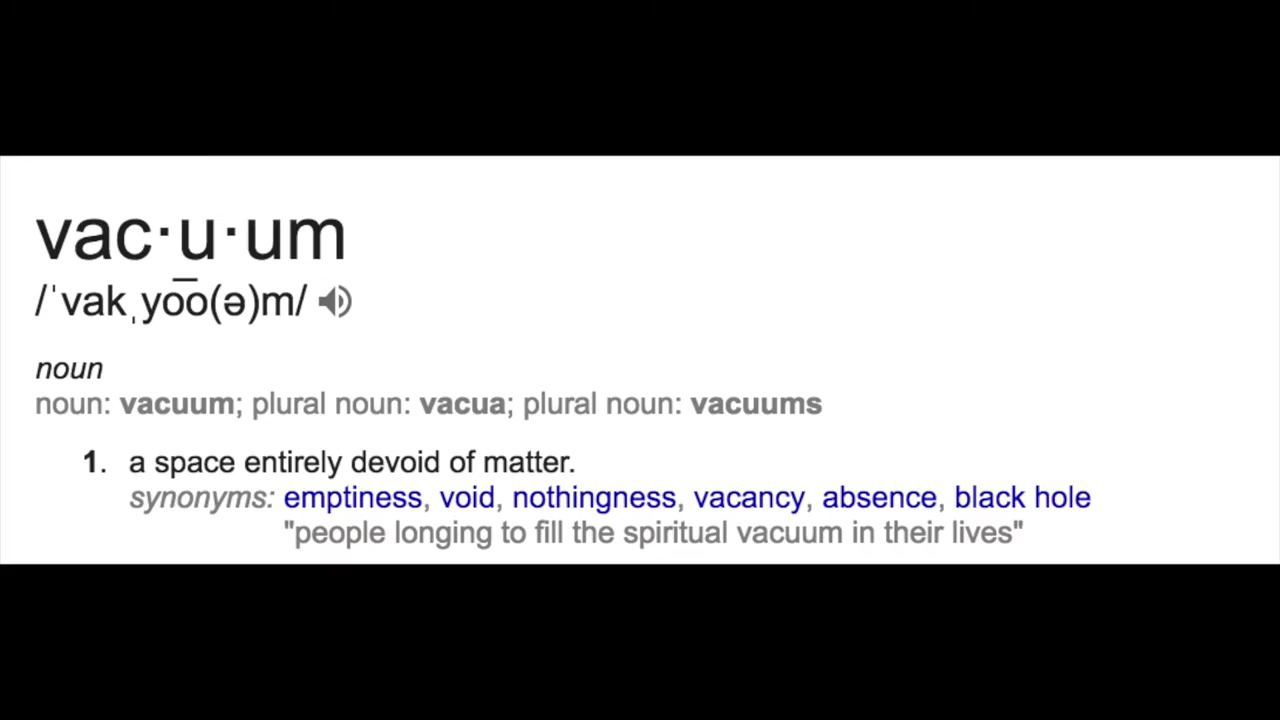 vac·u·um
/ˈvakˌyo͞o(ə)m/
noun
noun: vacuum; plural noun: vacua; plural noun: vacuums
1. a space entirely devoid of matter.
synonyms: emptiness, void, nothingness, vacancy, absence, black hole
"people longing to fill the spiritual vacuum in their lives"